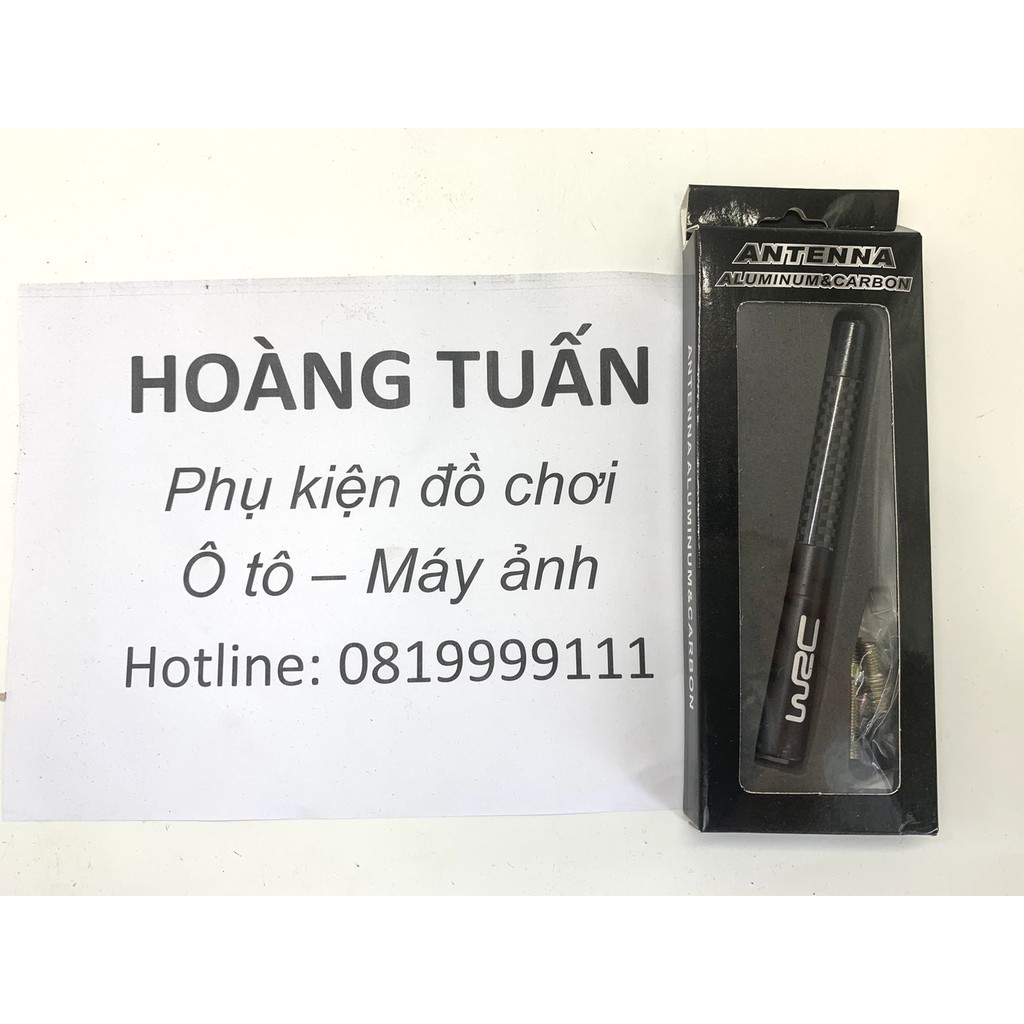 HOÀNG TUẤN
Phụ kiện đồ chơi
Ô tô – Máy ảnh
Hotline: 0819999111
ANTENNA
ALUMINUM&CARBON
ANTENNA ALUMINUM&CARBON
WRC